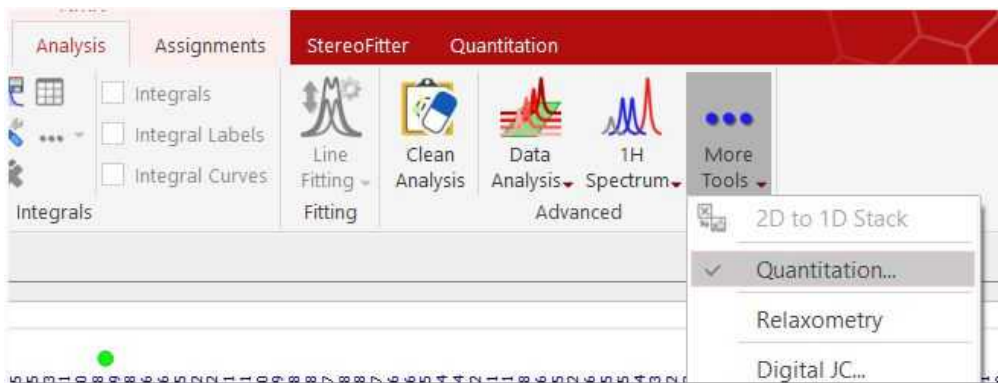 Analysis Assignments StereoFitter Quantitation
Integrals
Integral Labels
Integral Curves
Line Fitting
Clean Analysis
Data Analysis
1H Spectrum
More Tools
Integrals Fitting Advanced
2D to 1D Stack
Quantitation...
Relaxometry
Digital JC...